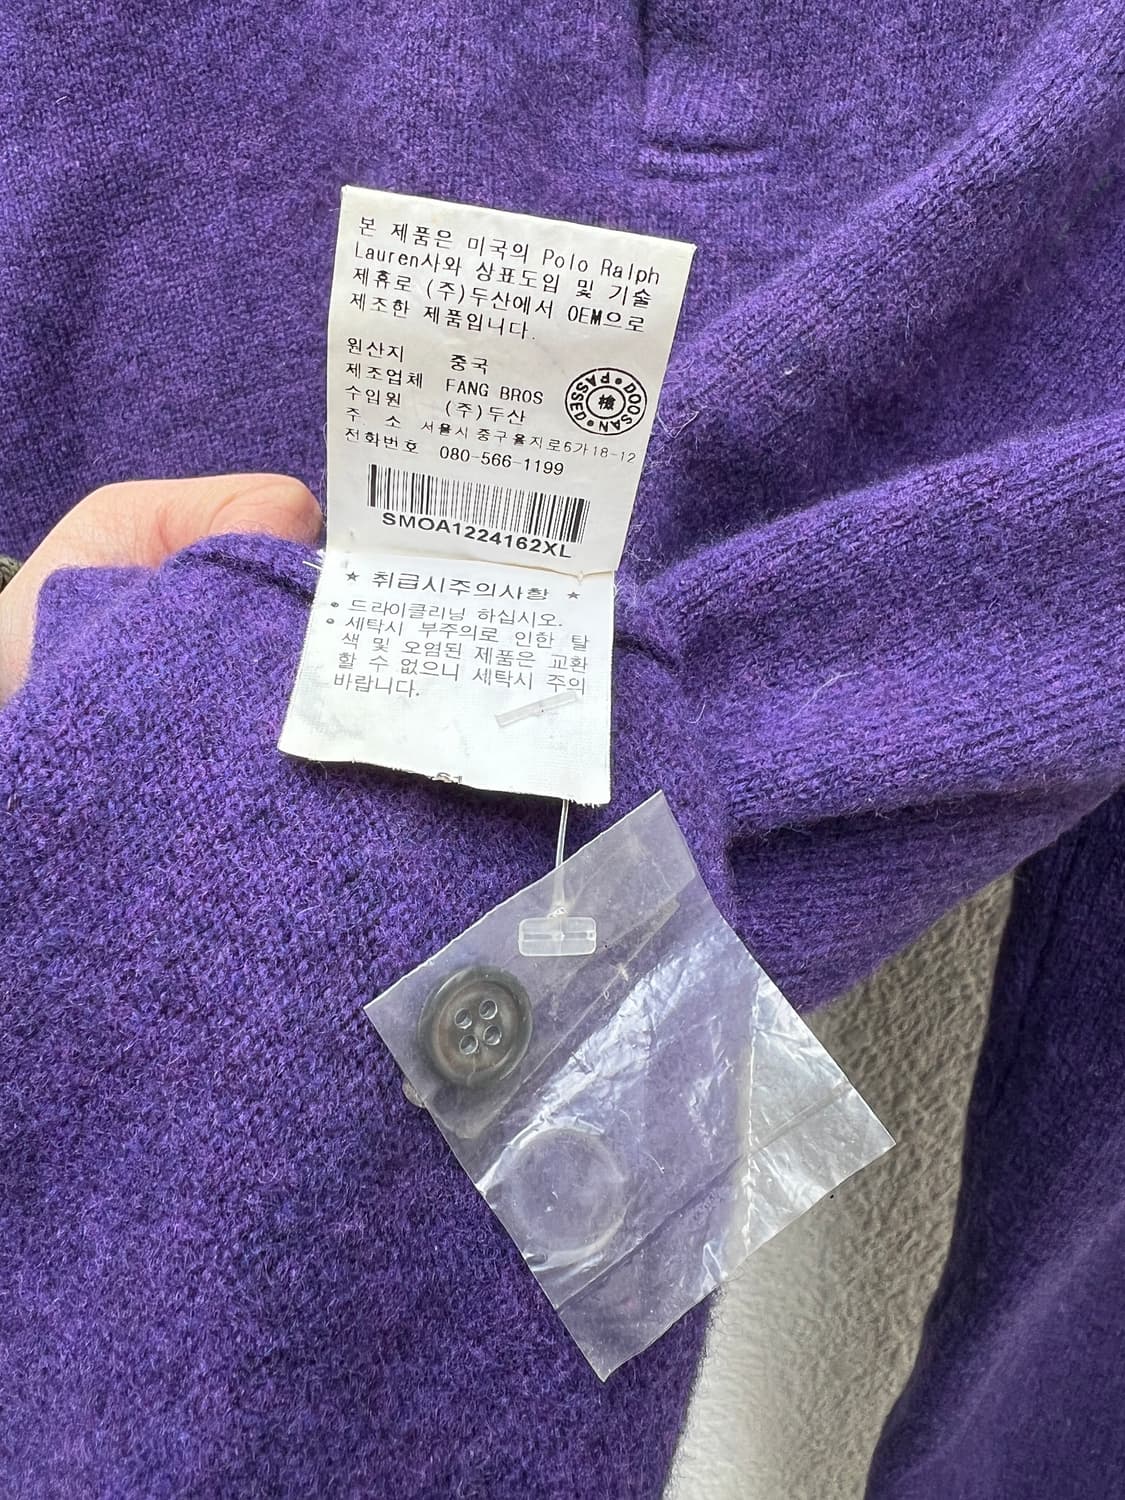 본 제품은 미국의 Polo Ralph
Lauren사와 상표도입 및 기술
제휴로 (주)두산에서 OEM으로
제조한 제품입니다.
원산지 중국
제조업체 FANG BROS
수입원 (주)두산
주 소 서울시 중구 을지로6가 18-12
전화번호 080-566-1199
DOOSAN PASSED
檢
SMOA1224162XL
★ 취급시주의사항 ★
• 드라이클리닝 하십시오.
• 세탁시 부주의로 인한 탈
색 및 오염된 제품은 교환
할 수 없으니 세탁시 주의
바랍니다.